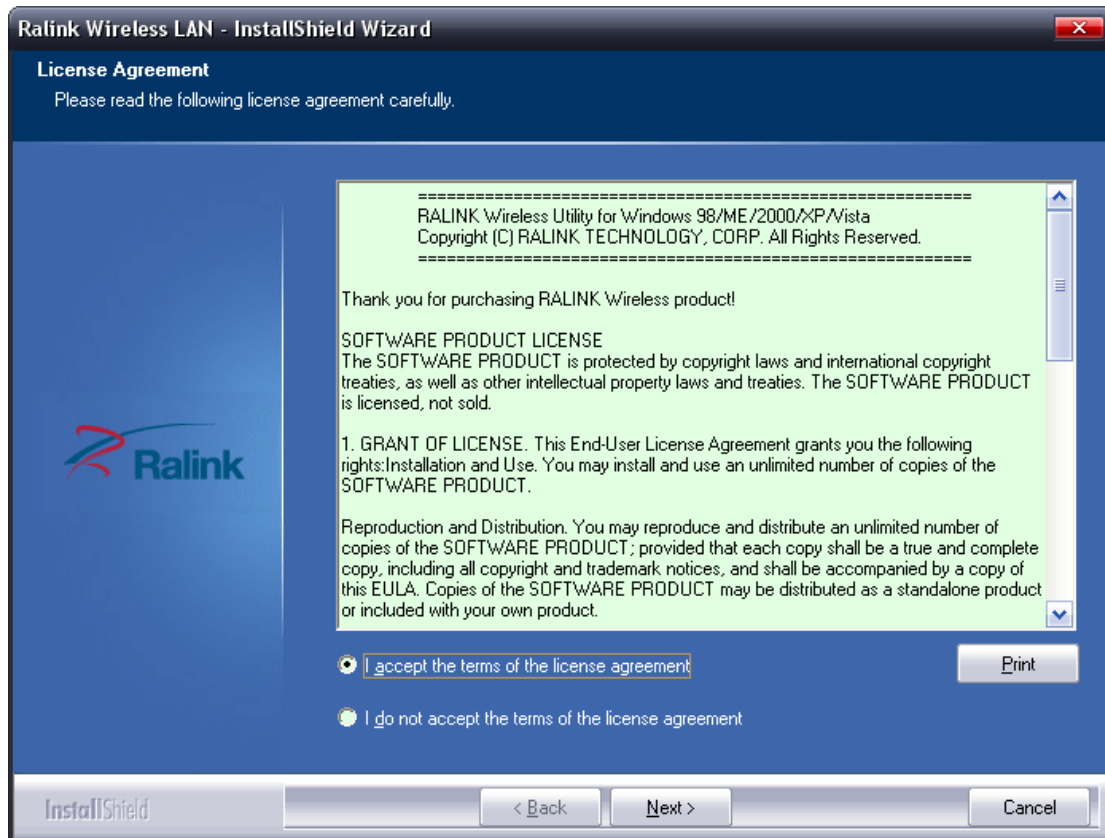 Ralink Wireless LAN - InstallShield Wizard
License Agreement
Please read the following license agreement carefully.
==========================================================
RALINK Wireless Utility for Windows 98/ME/2000/XP/Vista
Copyright (C) RALINK TECHNOLOGY, CORP. All Rights Reserved.
==========================================================
Thank you for purchasing RALINK Wireless product!
SOFTWARE PRODUCT LICENSE
The SOFTWARE PRODUCT is protected by copyright laws and international copyright
treaties, as well as other intellectual property laws and treaties. The SOFTWARE PRODUCT
is licensed, not sold.
1. GRANT OF LICENSE. This End-User License Agreement grants you the following
rights:Installation and Use. You may install and use an unlimited number of copies of the
SOFTWARE PRODUCT.
Reproduction and Distribution. You may reproduce and distribute an unlimited number of
copies of the SOFTWARE PRODUCT; provided that each copy shall be a true and complete
copy, including all copyright and trademark notices, and shall be accompanied by a copy of
this EULA. Copies of the SOFTWARE PRODUCT may be distributed as a standalone product
or included with your own product.
Ralink
I accept the terms of the license agreement
Print
I do not accept the terms of the license agreement
InstallShield
< Back
Next >
Cancel